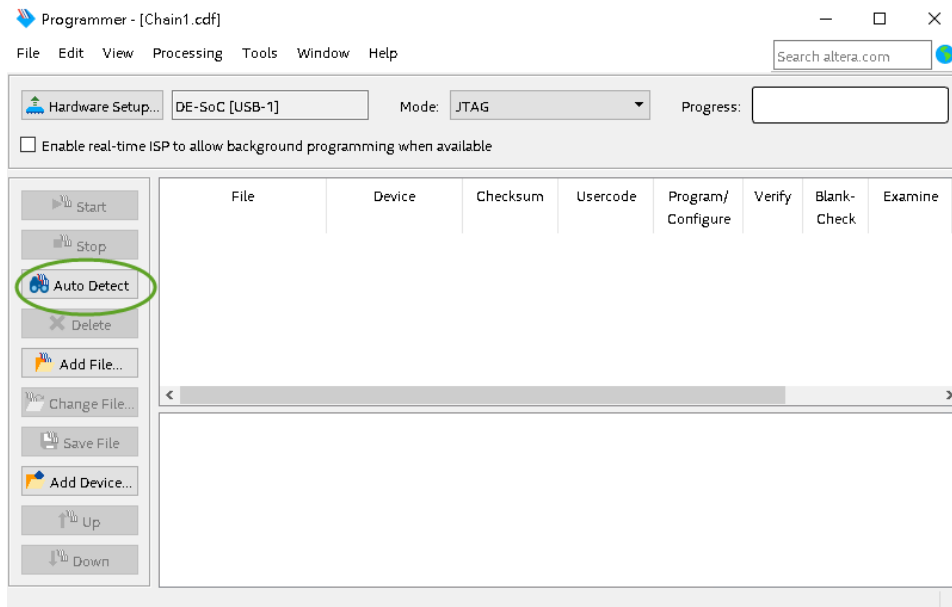 Programmer - [Chain1.cdf]
File Edit View Processing Tools Window Help
Search altera.com
Hardware Setup... DE-SoC [USB-1] Mode: JTAG Progress:
Enable real-time ISP to allow background programming when available
File Device Checksum Usercode Program/ Verify Blank- Examine
Configure Check
Start
Stop
Auto Detect
Delete
Add File...
Change File...
Save File
Add Device...
Up
Down